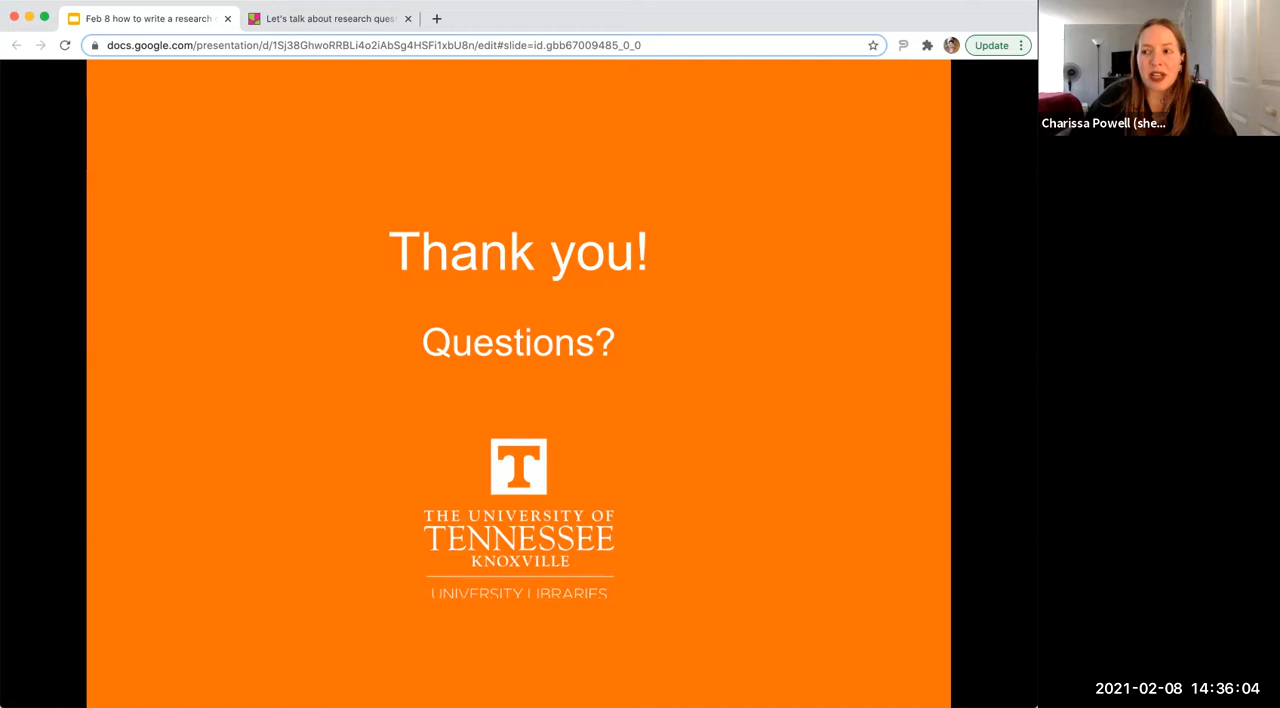 Feb 8 how to write a research
Let's talk about research ques
docs.google.com/presentation/d/1Sj38GhwoRRBLi4o2iAbSg4HSFi1xbU8n/edit#slide=id.gbb67009485_0_0
Update
Charissa Powell (she...
Thank you!
Questions?
T
THE UNIVERSITY OF
TENNESSEE
KNOXVILLE
UNIVERSITY LIBRARIES
2021-02-08 14:36:04